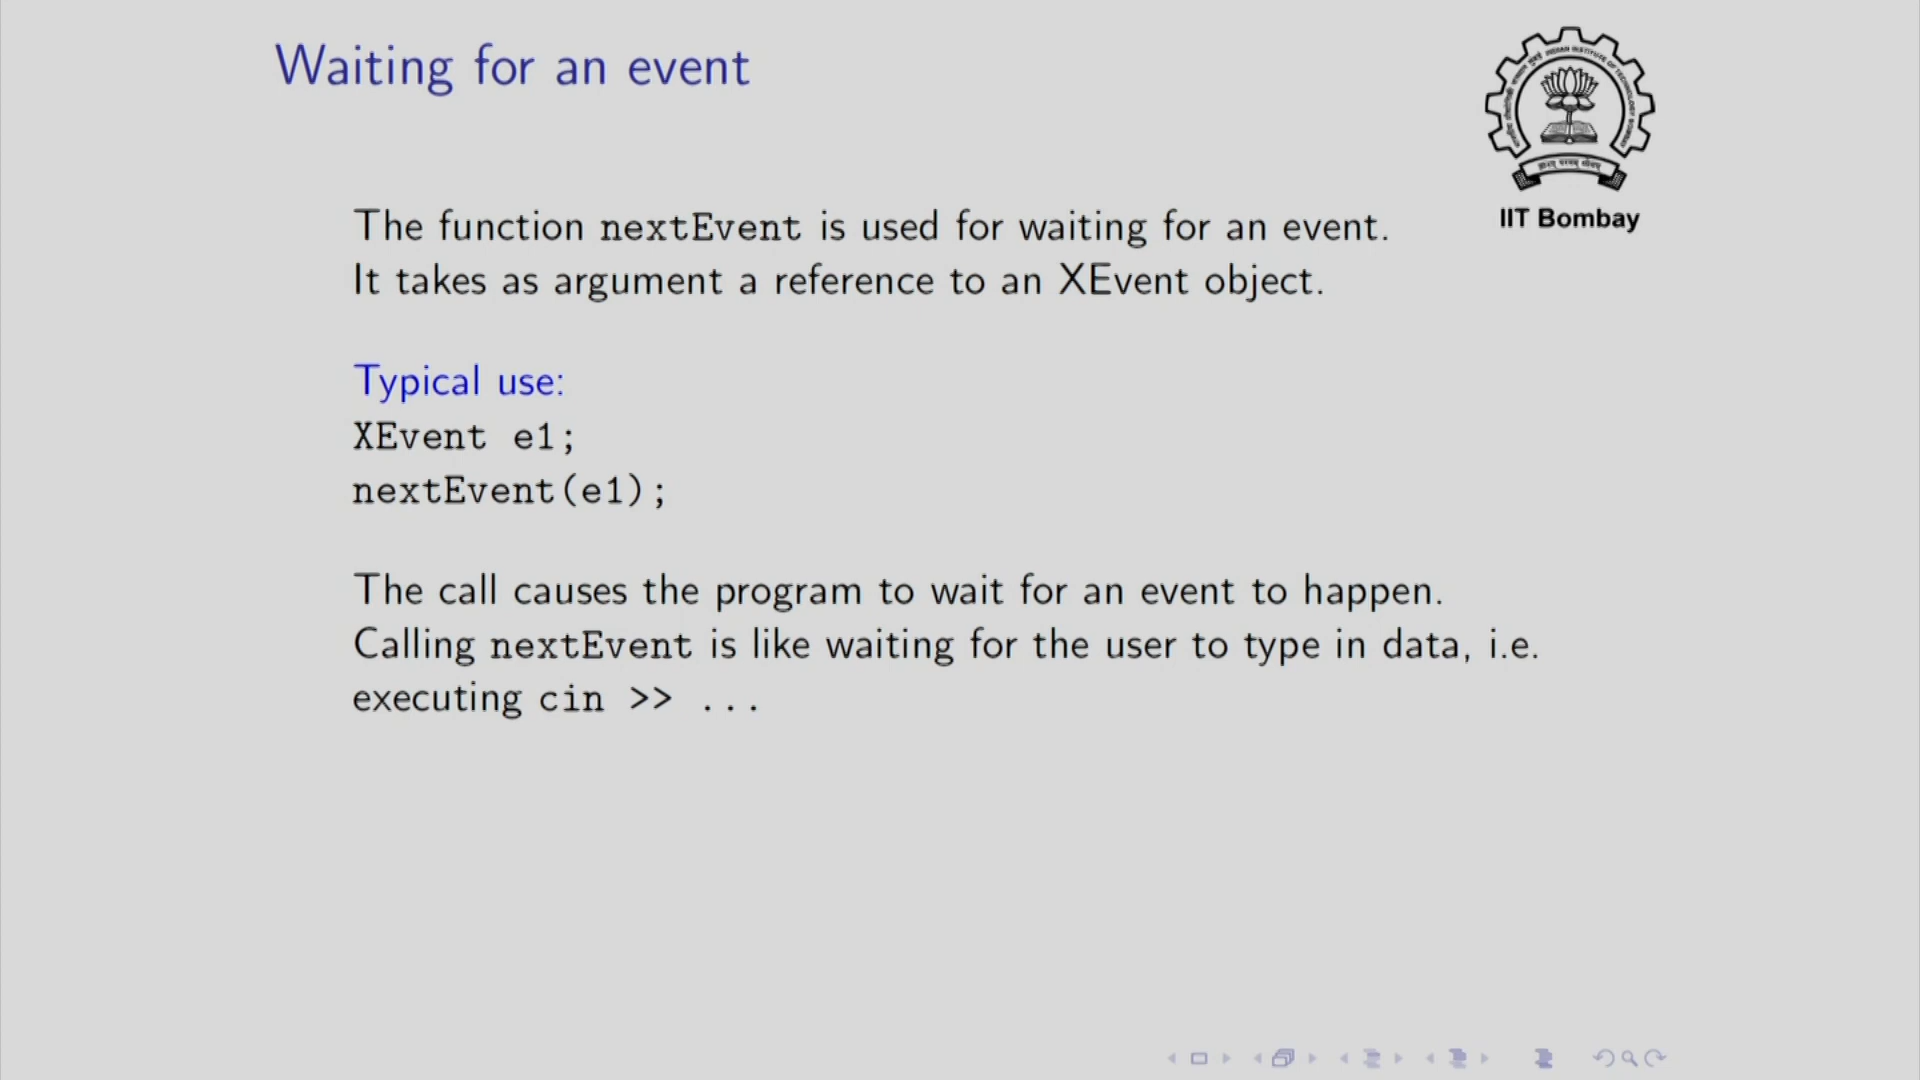 Waiting for an event
IIT Bombay
The function nextEvent is used for waiting for an event.
It takes as argument a reference to an XEvent object.
Typical use:
XEvent e1;
nextEvent(e1);
The call causes the program to wait for an event to happen.
Calling nextEvent is like waiting for the user to type in data, i.e.
executing cin >> ...